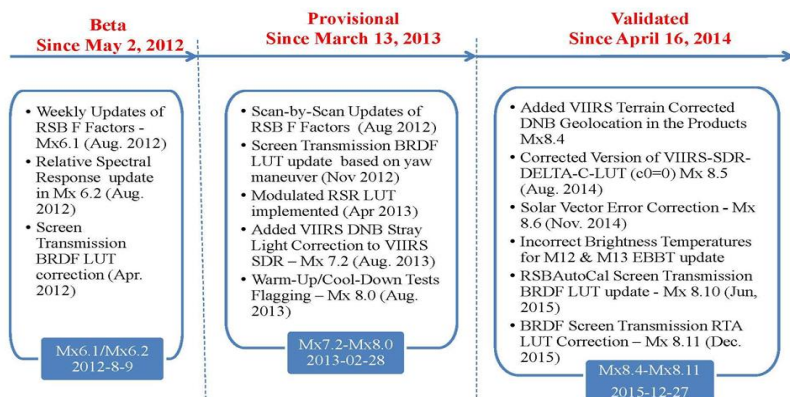 Beta
Since May 2, 2012
Provisional
Since March 13, 2013
Validated
Since April 16, 2014
• Weekly Updates of
RSB F Factors -
Mx6.1 (Aug. 2012)
• Relative Spectral
Response update
in Mx 6.2 (Aug.
2012)
• Screen
Transmission
BRDF LUT
correction (Apr.
2012)
Mx6.1/Mx6.2
2012-8-9
• Scan-by-Scan Updates of
RSB F Factors (Aug 2012)
• Screen Transmission BRDF
LUT update based on yaw
maneuver (Nov 2012)
• Modulated RSR LUT
implemented (Apr 2013)
• Added VIIRS DNB Stray
Light Correction to VIIRS
SDR – Mx 7.2 (Aug. 2013)
• Warm-Up/Cool-Down Tests
Flagging – Mx 8.0 (Aug.
2013)
Mx7.2-Mx8.0
2013-02-28
• Added VIIRS Terrain Corrected
DNB Geolocation in the Products
Mx8.4
• Corrected Version of VIIRS-SDR-
DELTA-C-LUT (c0=0) Mx 8.5
(Aug. 2014)
• Solar Vector Error Correction - Mx
8.6 (Nov. 2014)
• Incorrect Brightness Temperatures
for M12 & M13 EBBT update
• RSBAutoCal Screen Transmission
BRDF LUT update - Mx 8.10 (Jun,
2015)
• BRDF Screen Transmission RTA
LUT Correction – Mx 8.11 (Dec.
2015)
Mx8.4-Mx8.11
2015-12-27